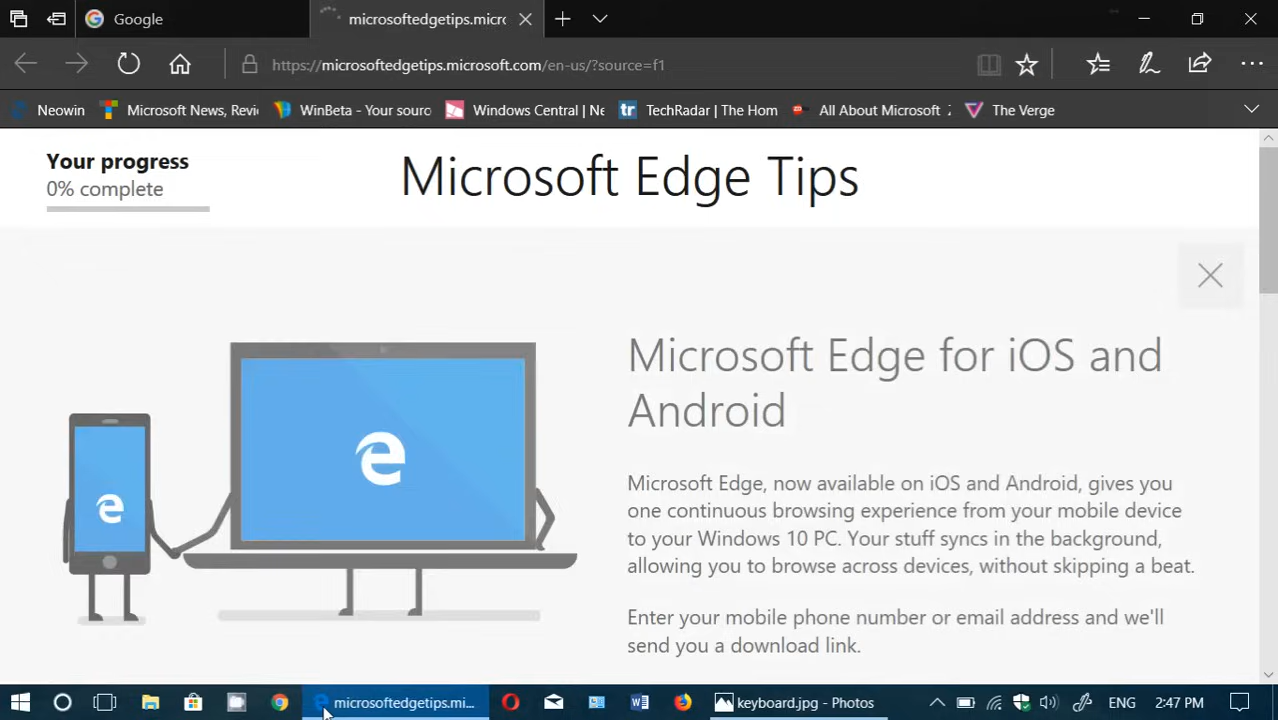 Google
microsoftedgetips.micro
https://microsoftedgetips.microsoft.com/en-us/?source=f1
Neowin
Microsoft News, Revi
WinBeta - Your sourc
Windows Central | Ne
tr
TechRadar | The Hom
All About Microsoft
The Verge
Your progress
0% complete
Microsoft Edge Tips
Microsoft Edge for iOS and
Android
Microsoft Edge, now available on iOS and Android, gives you
one continuous browsing experience from your mobile device
to your Windows 10 PC. Your stuff syncs in the background,
allowing you to browse across devices, without skipping a beat.
Enter your mobile phone number or email address and we'll
send you a download link.
microsoftedgetips.mi...
keyboard.jpg - Photos
ENG
2:47 PM